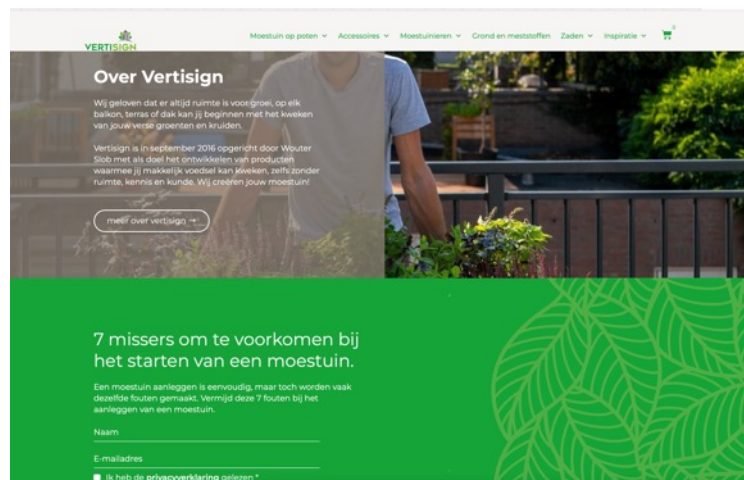 VERTISIGN
Moestuin op poten Accessoires Moestuinieren Grond en meststoffen Zaden Inspiratie 0
Over Vertisign
Wij geloven dat er altijd ruimte is voor groei, op elk
balkon, terras of dak kan jij beginnen met het kweken
van jouw verse groenten en kruiden.
Vertisign is in september 2016 opgericht door Wouter
Slob met als doel het ontwikkelen van producten
waarmee jij makkelijk voedsel kan kweken, zelfs zonder
ruimte, kennis en kunde. Wij creëren jouw moestuin!
meer over vertisign →
7 missers om te voorkomen bij
het starten van een moestuin.
Een moestuin aanleggen is eenvoudig, maar toch worden vaak
dezelfde fouten gemaakt. Vermijd deze 7 fouten bij het
aanleggen van een moestuin.
Naam
E-mailadres
Ik heb de privacyverklaring gelezen *